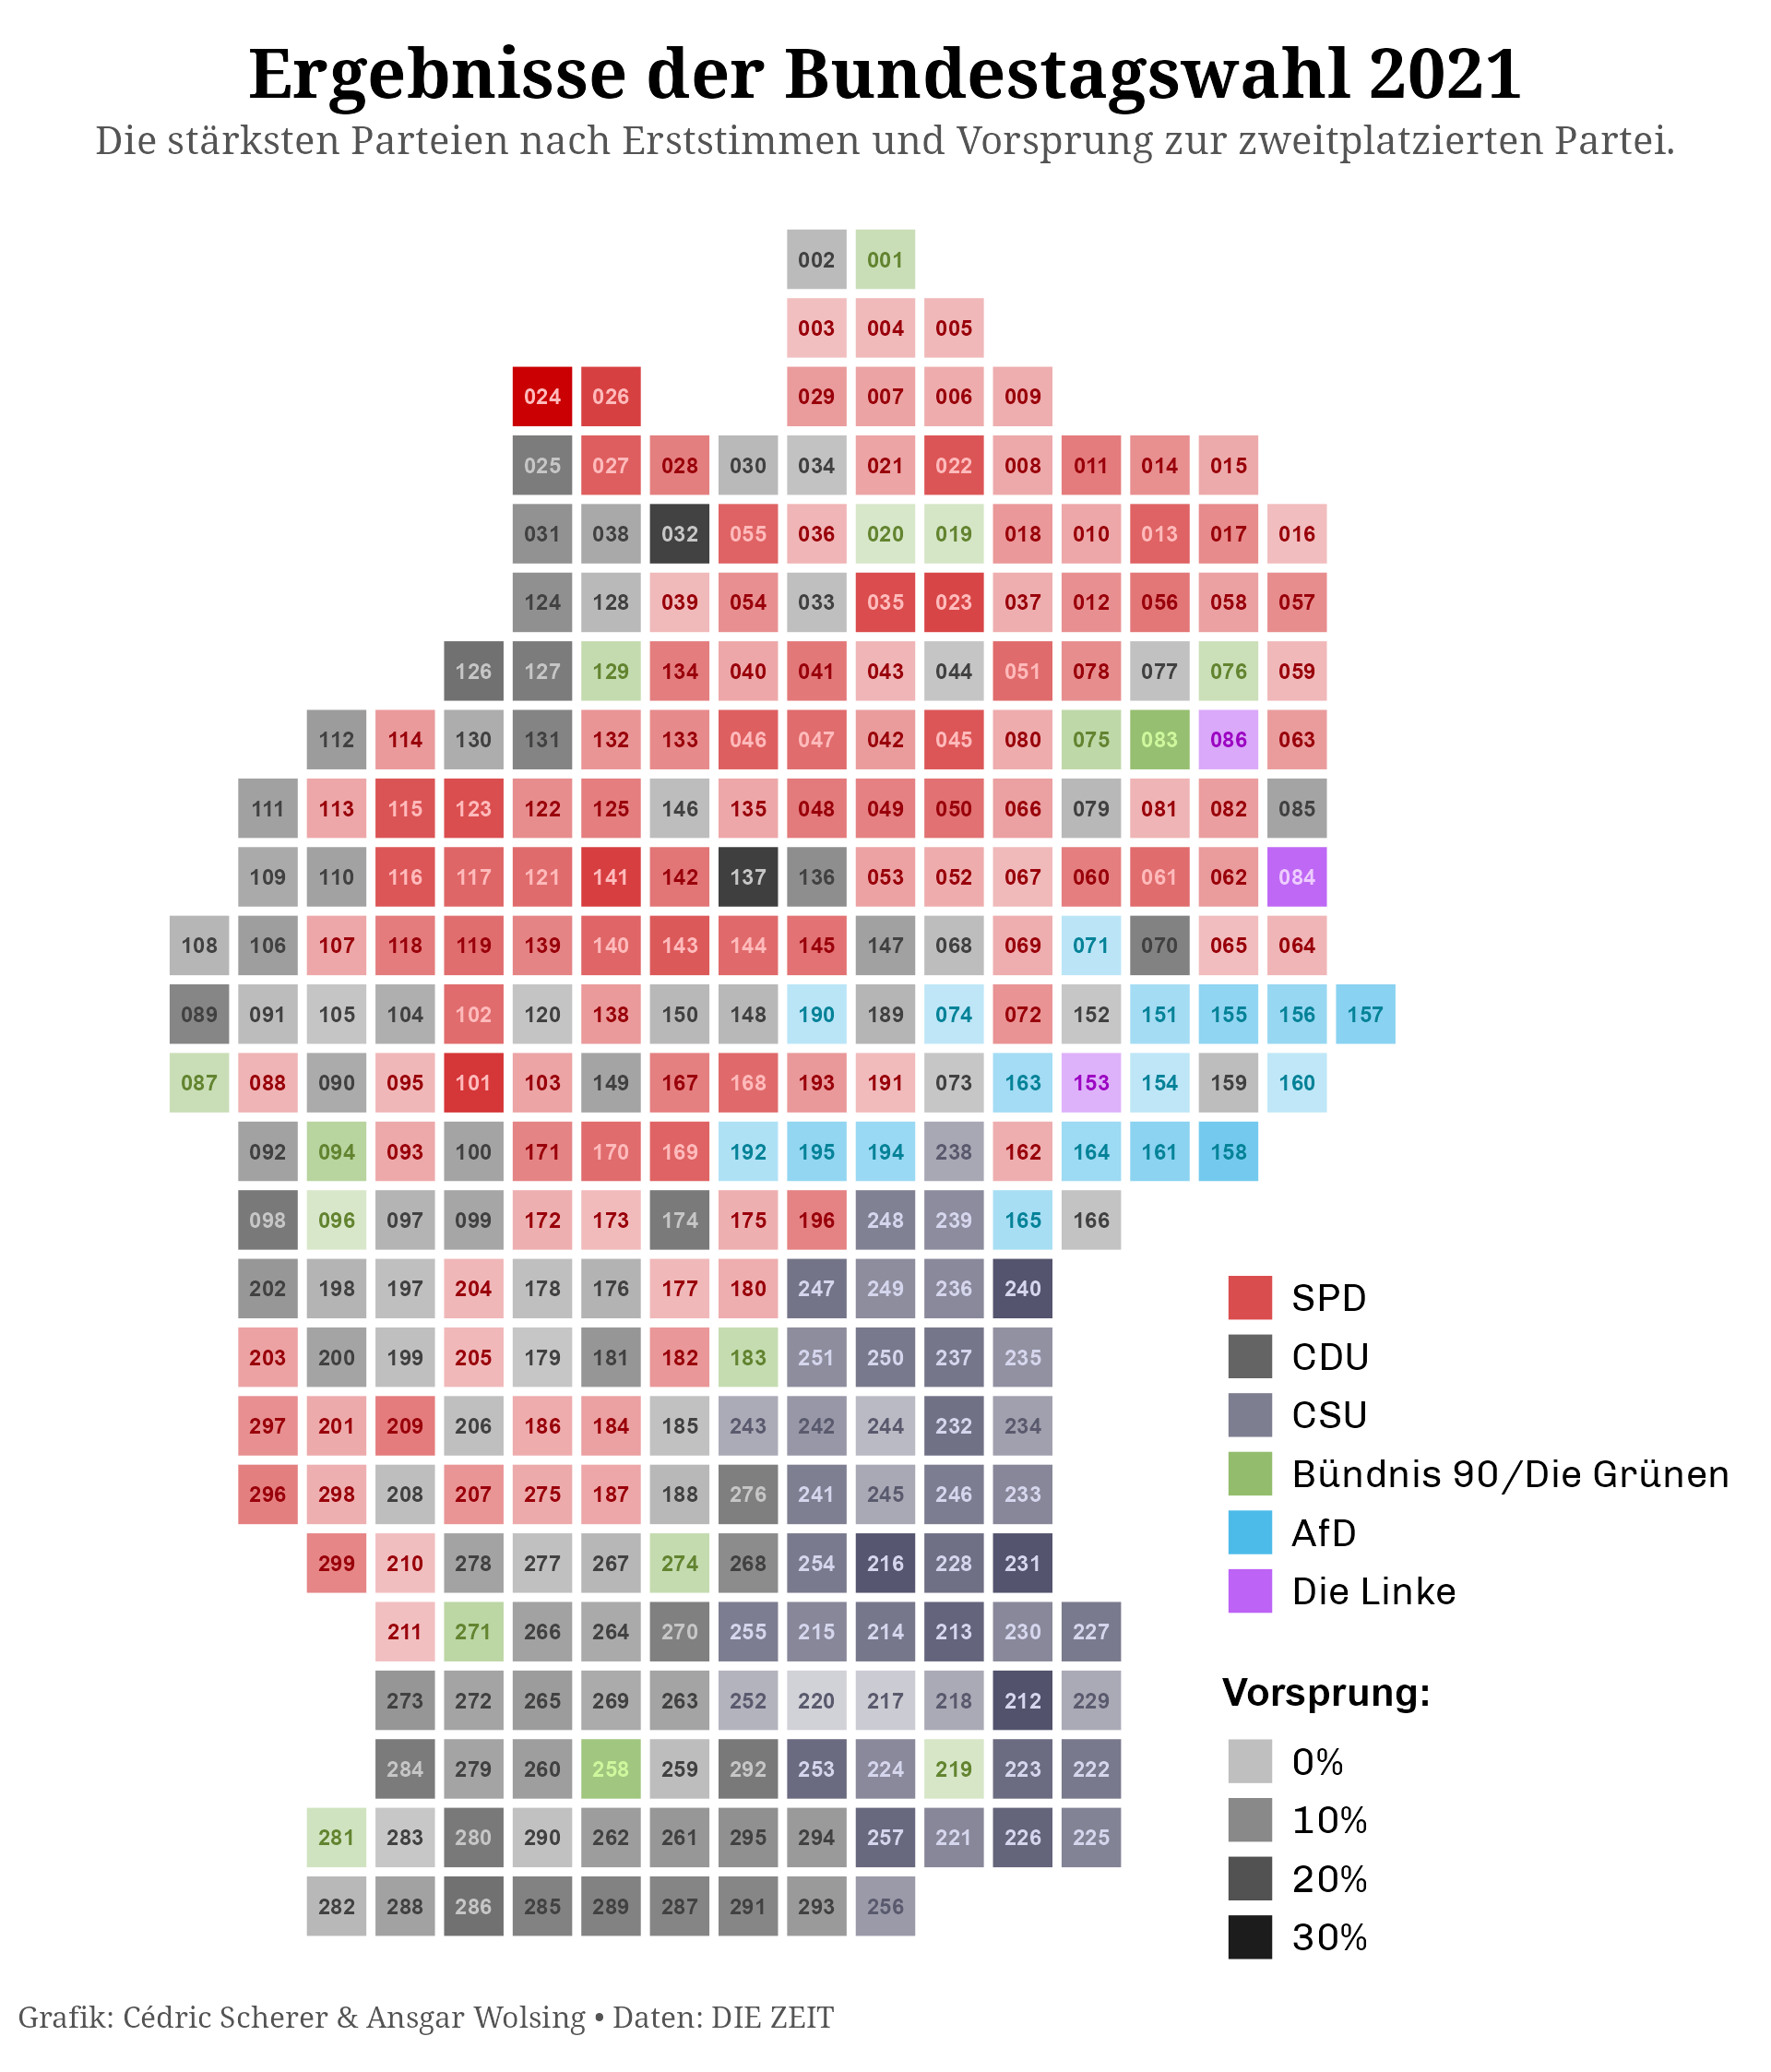 Ergebnisse der Bundestagswahl 2021
Die stärksten Parteien nach Erststimmen und Vorsprung zur zweitplatzierten Partei.
002 001
003 004 005
024 026 029 007 006 009
025 027 028 030 034 021 022 008 011 014 015
031 038 032 055 036 020 019 018 010 013 017 016
124 128 039 054 033 035 023 037 012 056 058 057
126 127 129 134 040 041 043 044 051 078 077 076 059
112 114 130 131 132 133 046 047 042 045 080 075 083 086 063
111 113 115 123 122 125 146 135 048 049 050 066 079 081 082 085
109 110 116 117 121 141 142 137 136 053 052 067 060 061 062 084
108 106 107 118 119 139 140 143 144 145 147 068 069 071 070 065 064
089 091 105 104 102 120 138 150 148 190 189 074 072 152 151 155 156 157
087 088 090 095 101 103 149 167 168 193 191 073 163 153 154 159 160
092 094 093 100 171 170 169 192 195 194 238 162 164 161 158
098 096 097 099 172 173 174 175 196 248 239 165 166
202 198 197 204 178 176 177 180 247 249 236 240
203 200 199 205 179 181 182 183 251 250 237 235
297 201 209 206 186 184 185 243 242 244 232 234
296 298 208 207 275 187 188 276 241 245 246 233
299 210 278 277 267 274 268 254 216 228 231
211 271 266 264 270 255 215 214 213 230 227
273 272 265 269 263 252 220 217 218 212 229
284 279 260 258 259 292 253 224 219 223 222
281 283 280 290 262 261 295 294 257 221 226 225
282 288 286 285 289 287 291 293 256
SPD
CDU
CSU
Bündnis 90/Die Grünen
AfD
Die Linke
Vorsprung:
0%
10%
20%
30%
Grafik: Cédric Scherer & Ansgar Wolsing • Daten: DIE ZEIT